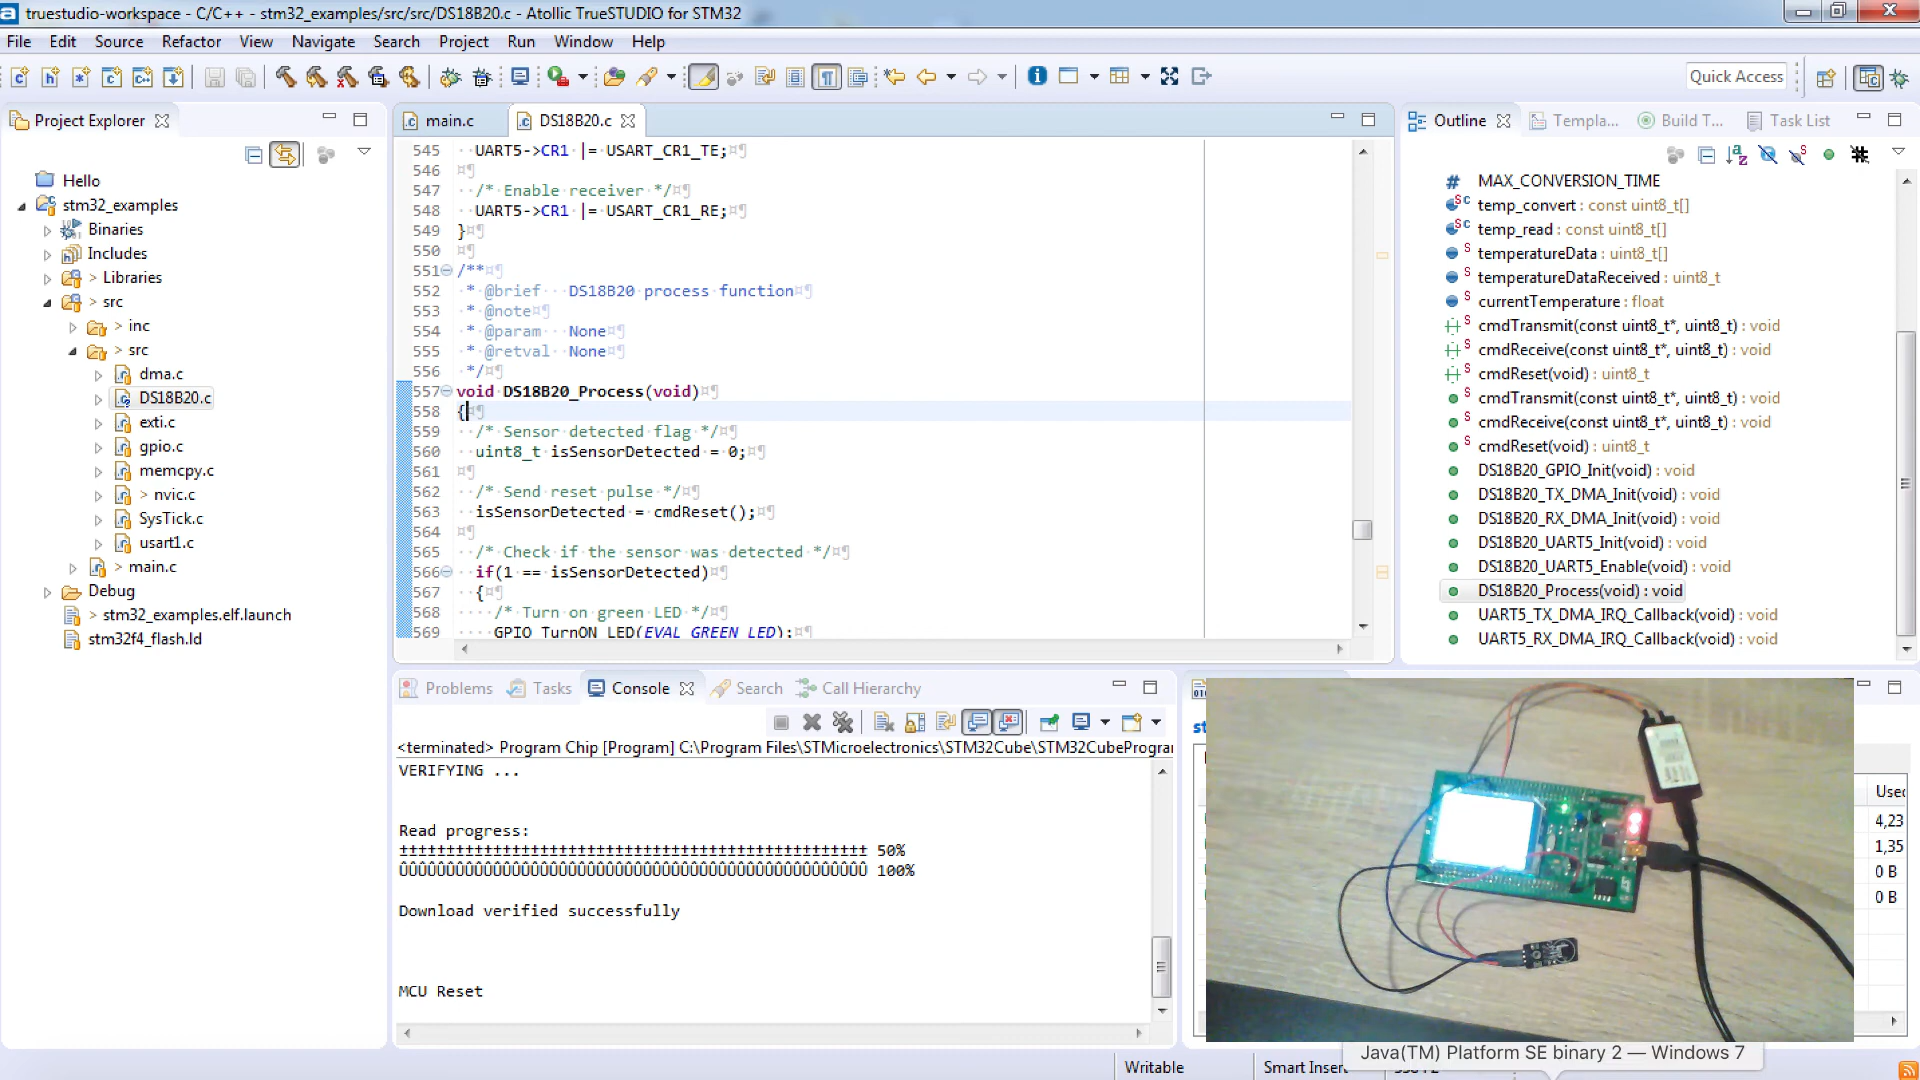 truestudio-workspace - C/C++ - stm32_examples/src/src/DS18B20.c - Atollic TrueSTUDIO for STM32
File Edit Source Refactor View Navigate Search Project Run Window Help
Quick Access
Project Explorer
Hello
stm32_examples
Binaries
Includes
> Libraries
> src
> inc
> src
dma.c
DS18B20.c
exti.c
gpio.c
memcpy.c
> nvic.c
SysTick.c
usart1.c
> main.c
Debug
> stm32_examples.elf.launch
stm32f4_flash.ld
main.c
DS18B20.c
545 UART5->CR1 |= USART_CR1_TE;
546
547 /* Enable receiver */
548 UART5->CR1 |= USART_CR1_RE;
549 }
550
551 /**
552 * @brief DS18B20 process function
553 * @note
554 * @param None
555 * @retval None
556 */
557 void DS18B20_Process(void)
558 {
559 /* Sensor detected flag */
560 uint8_t isSensorDetected = 0;
561
562 /* Send reset pulse */
563 isSensorDetected = cmdReset();
564
565 /* Check if the sensor was detected */
566 if(1 == isSensorDetected)
567 {
568 /* Turn on green LED */
569 GPIO_TurnON_LED(EVAL_GREEN_LED);
Outline
Templa...
Build T...
Task List
# MAX_CONVERSION_TIME
temp_convert : const uint8_t[]
temp_read : const uint8_t[]
temperatureData : uint8_t[]
temperatureDataReceived : uint8_t
currentTemperature : float
cmdTransmit(const uint8_t*, uint8_t) : void
cmdReceive(const uint8_t*, uint8_t) : void
cmdReset(void) : uint8_t
cmdTransmit(const uint8_t*, uint8_t) : void
cmdReceive(const uint8_t*, uint8_t) : void
cmdReset(void) : uint8_t
DS18B20_GPIO_Init(void) : void
DS18B20_TX_DMA_Init(void) : void
DS18B20_RX_DMA_Init(void) : void
DS18B20_UART5_Init(void) : void
DS18B20_UART5_Enable(void) : void
DS18B20_Process(void) : void
UART5_TX_DMA_IRQ_Callback(void) : void
UART5_RX_DMA_IRQ_Callback(void) : void
Problems
Tasks
Console
Search
Call Hierarchy
<terminated> Program Chip [Program] C:\Program Files\STMicroelectronics\STM32Cube\STM32CubeProgra
VERIFYING ...
Read progress:
50%
100%
Download verified successfully
MCU Reset
Used
4,23
1,35
0 B
0 B
Java(TM) Platform SE binary 2 — Windows 7
Writable
Smart Insert